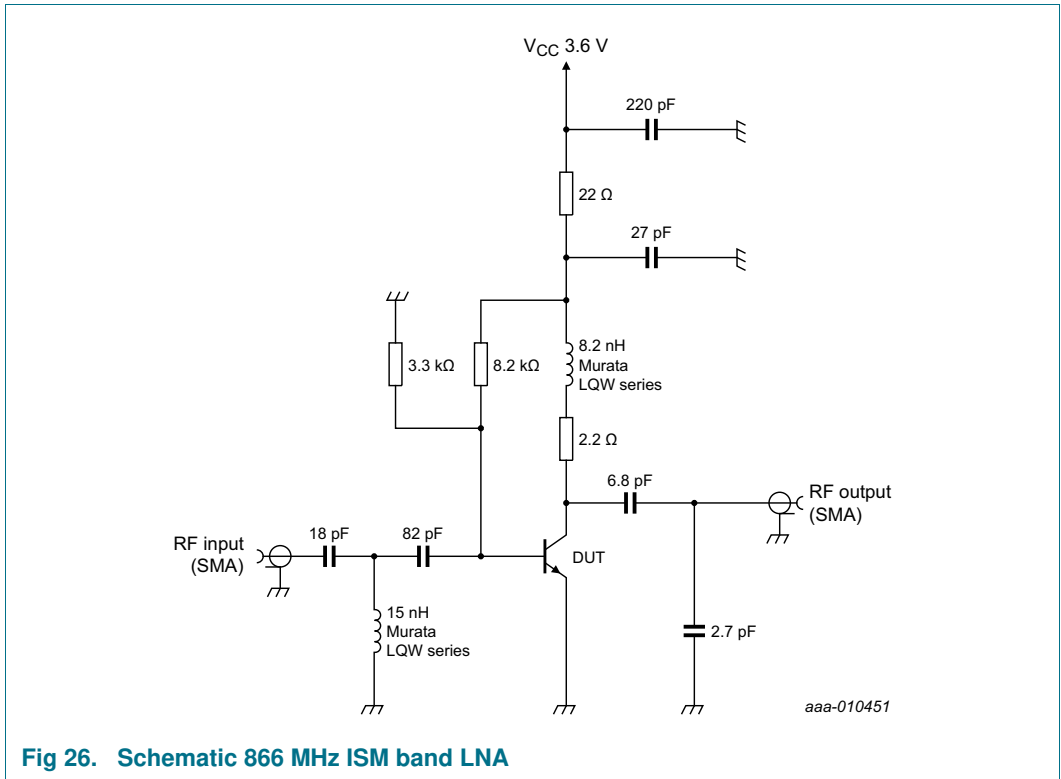 VCC 3.6 V
220 pF
22 Ω
27 pF
3.3 kΩ
8.2 kΩ
8.2 nH
Murata
LQW series
2.2 Ω
6.8 pF
RF output
(SMA)
RF input
(SMA)
18 pF
82 pF
DUT
15 nH
Murata
LQW series
2.7 pF
aaa-010451
Fig 26. Schematic 866 MHz ISM band LNA